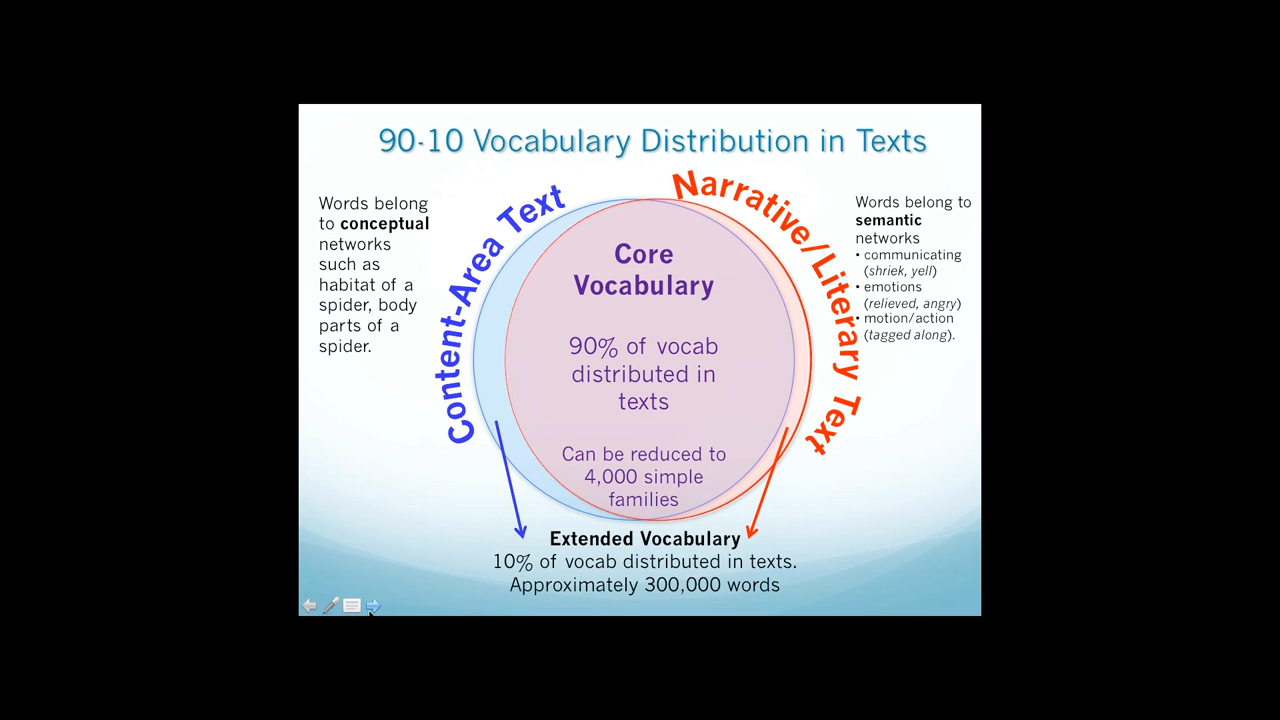 90-10 Vocabulary Distribution in Texts
Words belong
to conceptual
networks
such as
habitat of a
spider, body
parts of a
spider.
Content-Area Text
Core
Vocabulary
90% of vocab
distributed in
texts
Can be reduced to
4,000 simple
families
Narrative/Literary Text
Words belong to
semantic
networks
• communicating
(shriek, yell)
• emotions
(relieved, angry)
• motion/action
(tagged along).
Extended Vocabulary
10% of vocab distributed in texts.
Approximately 300,000 words